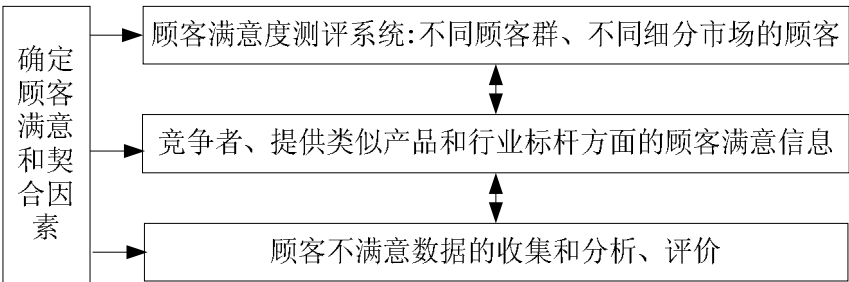 确定
顾客
满意
和契
合因
素
顾客满意度测评系统:不同顾客群、不同细分市场的顾客
竞争者、提供类似产品和行业标杆方面的顾客满意信息
顾客不满意数据的收集和分析、评价